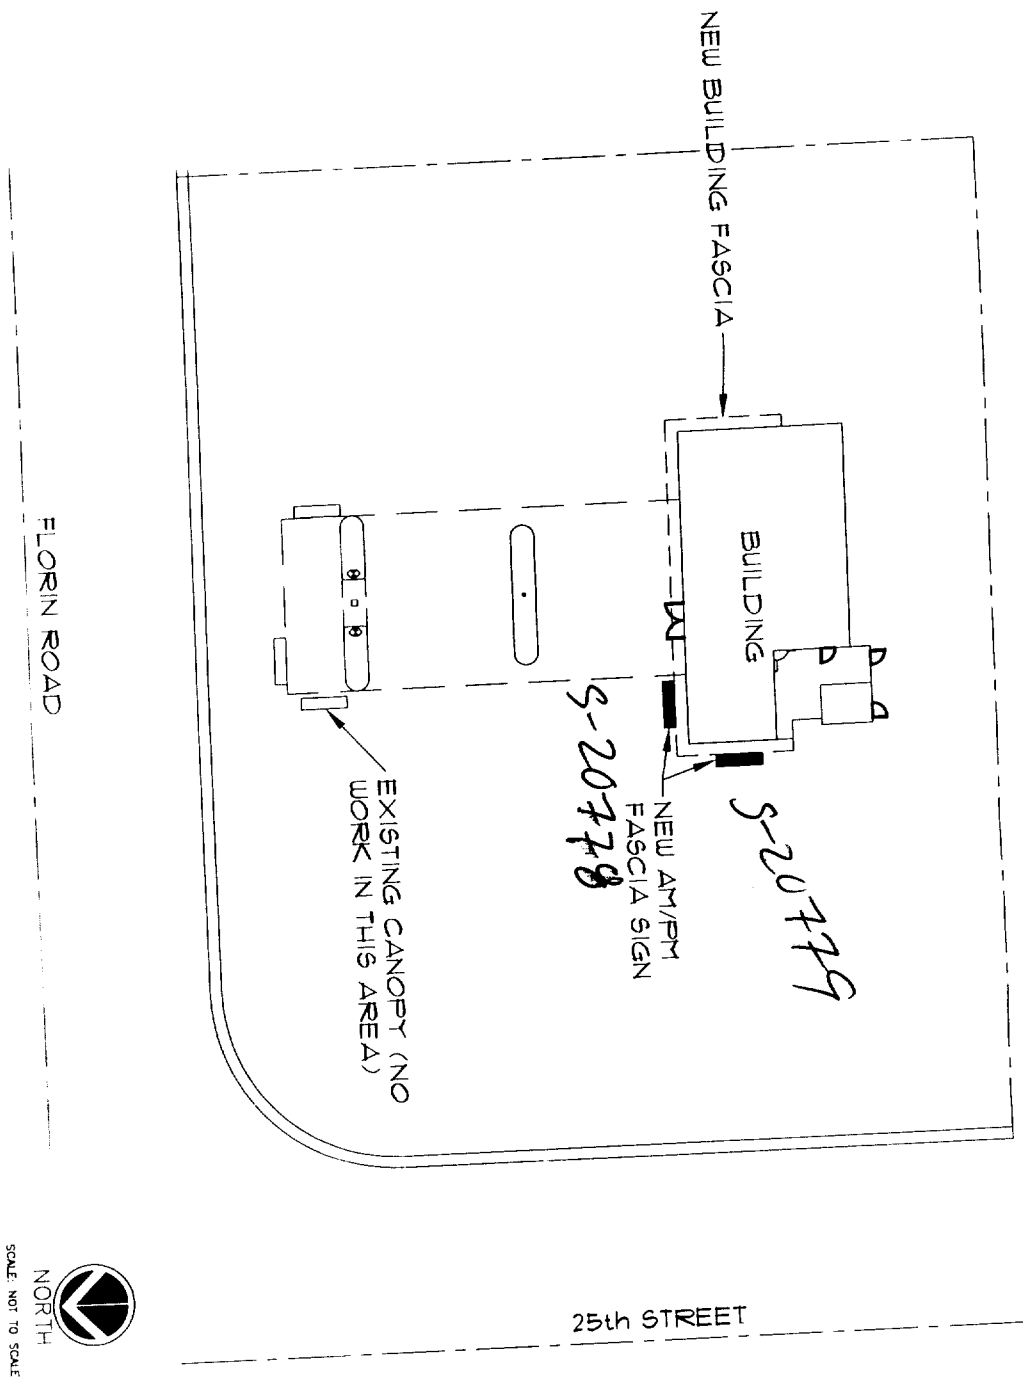 NEW BUILDING FASCIA
BUILDING
S-20779
NEW AM/PM
FASCIA SIGN
S-20778
EXISTING CANOPY (NO
WORK IN THIS AREA)
FLORIN ROAD
25th STREET
NORTH
SCALE: NOT TO SCALE